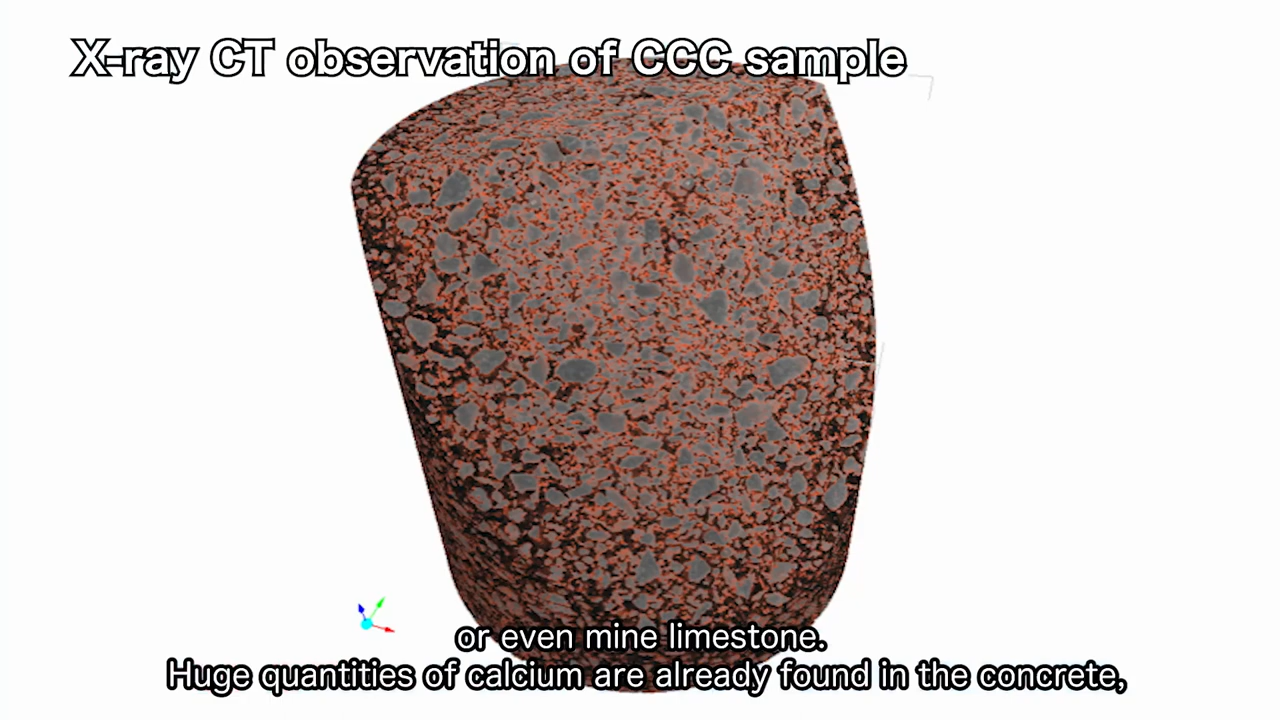 X-ray CT observation of CCC sample
or even mine limestone.
Huge quantities of calcium are already found in the concrete,